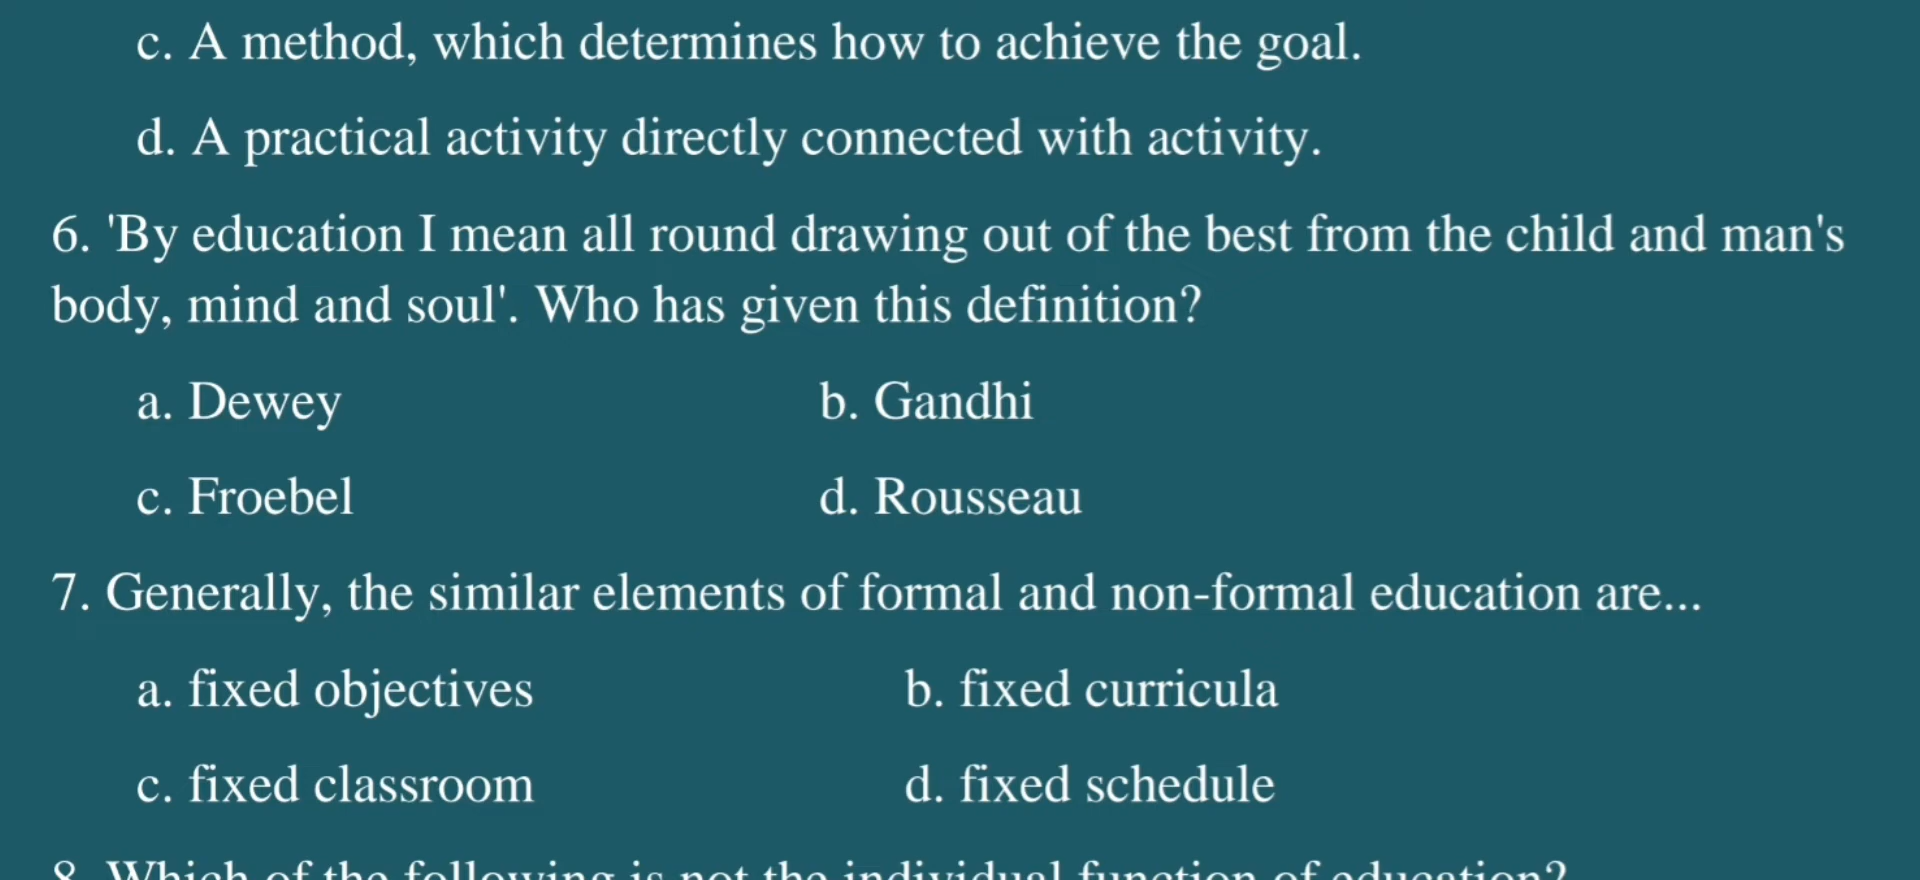 c. A method, which determines how to achieve the goal.
d. A practical activity directly connected with activity.
6. 'By education I mean all round drawing out of the best from the child and man's
body, mind and soul'. Who has given this definition?
a. Dewey b. Gandhi
c. Froebel d. Rousseau
7. Generally, the similar elements of formal and non-formal education are...
a. fixed objectives b. fixed curricula
c. fixed classroom d. fixed schedule
8. Which of the following is not the individual function of education?